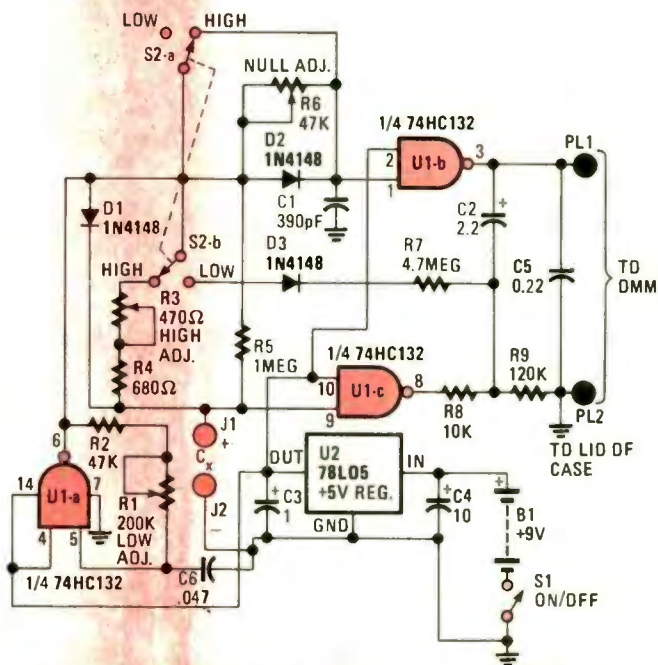 LOW
HIGH
S2-a
NULL ADJ.
R6
47K
1/4 74HC132
PL1
D2
1N4148
2
U1-b
3
1
D1
1N4148
C1
390pF
C2
2.2
+
S2-b
D3
1N4148
R7
4.7MEG
C5
0.22
TO
DMM
HIGH
LOW
R3
470Ω
HIGH
ADJ.
R5
1MEG
1/4 74HC132
R4
680Ω
10
U1-c
8
9
R9
120K
R8
10K
PL2
6
R2
47K
J1
+
Cx
J2
−
OUT
U2
78L05
+5V REG.
IN
TO LID OF
CASE
14
U1-a
7
R1
200K
LOW
ADJ.
4
5
+
C3
1
GND
+
C4
10
+
B1
+9V
1/4 74HC132
C6
.047
S1
ON/OFF